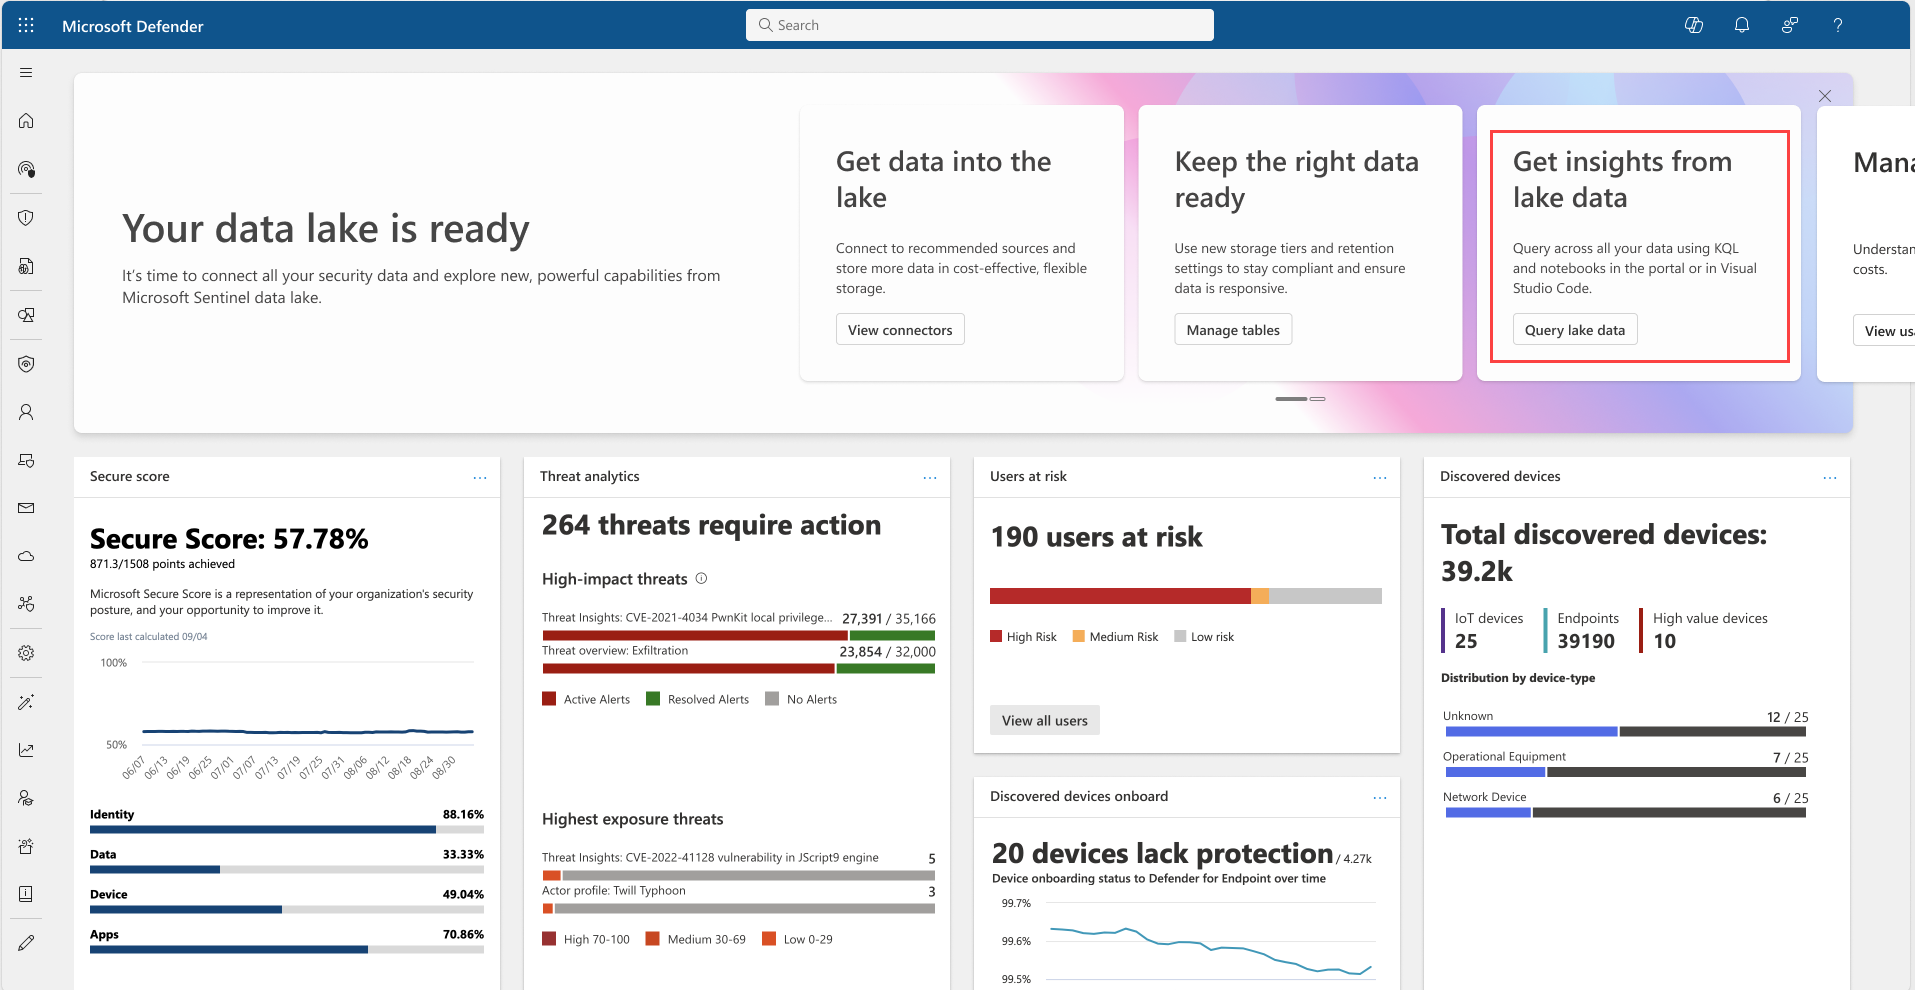 Microsoft Defender
Search
?
Your data lake is ready
It's time to connect all your security data and explore new, powerful capabilities from
Microsoft Sentinel data lake.
Get data into the
lake
Connect to recommended sources and
store more data in cost-effective, flexible
storage.
View connectors
Keep the right data
ready
Use new storage tiers and retention
settings to stay compliant and ensure
data is responsive.
Manage tables
Get insights from
lake data
Query across all your data using KQL
and notebooks in the portal or in Visual
Studio Code.
Query lake data
Mana
Understan
costs.
View us
Secure score
Secure Score: 57.78%
871.3/1508 points achieved
Microsoft Secure Score is a representation of your organization's security
posture, and your opportunity to improve it.
Score last calculated 09/04
100%
50%
06/07 06/13 06/19 06/25 07/01 07/07 07/13 07/19 07/25 07/31 08/06 08/12 08/18 08/24 08/30
Identity 88.16%
Data 33.33%
Device 49.04%
Apps 70.86%
Threat analytics
264 threats require action
High-impact threats
Threat Insights: CVE-2021-4034 PwnKit local privilege... 27,391 / 35,166
Threat overview: Exfiltration 23,854 / 32,000
Active Alerts Resolved Alerts No Alerts
Highest exposure threats
Threat Insights: CVE-2022-41128 vulnerability in JScript9 engine 5
Actor profile: Twill Typhoon 3
High 70-100 Medium 30-69 Low 0-29
Users at risk
190 users at risk
High Risk Medium Risk Low risk
View all users
Discovered devices onboard
20 devices lack protection / 4.27k
Device onboarding status to Defender for Endpoint over time
99.7%
99.6%
99.5%
Discovered devices
Total discovered devices:
39.2k
IoT devices Endpoints High value devices
25 39190 10
Distribution by device-type
Unknown 12 / 25
Operational Equipment 7 / 25
Network Device 6 / 25